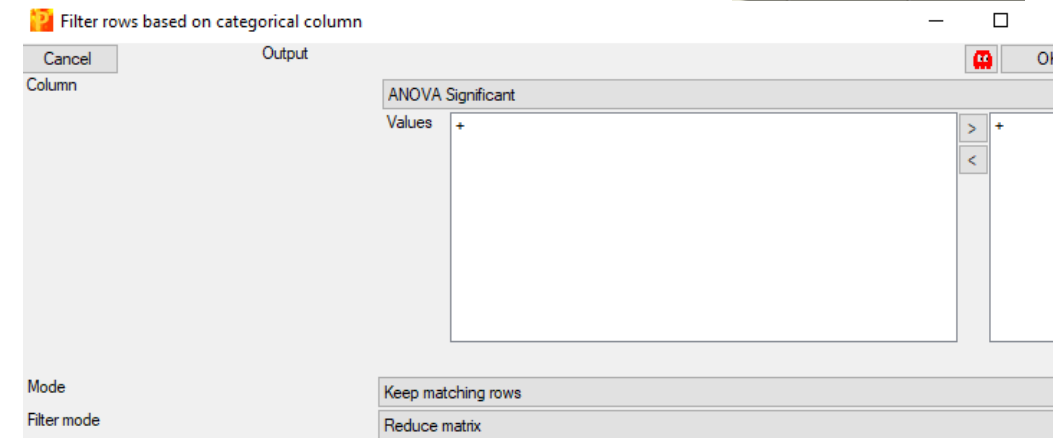 Filter rows based on categorical column
Cancel Output
Column
ANOVA Significant
Values + > +
<
Mode Keep matching rows
Filter mode Reduce matrix